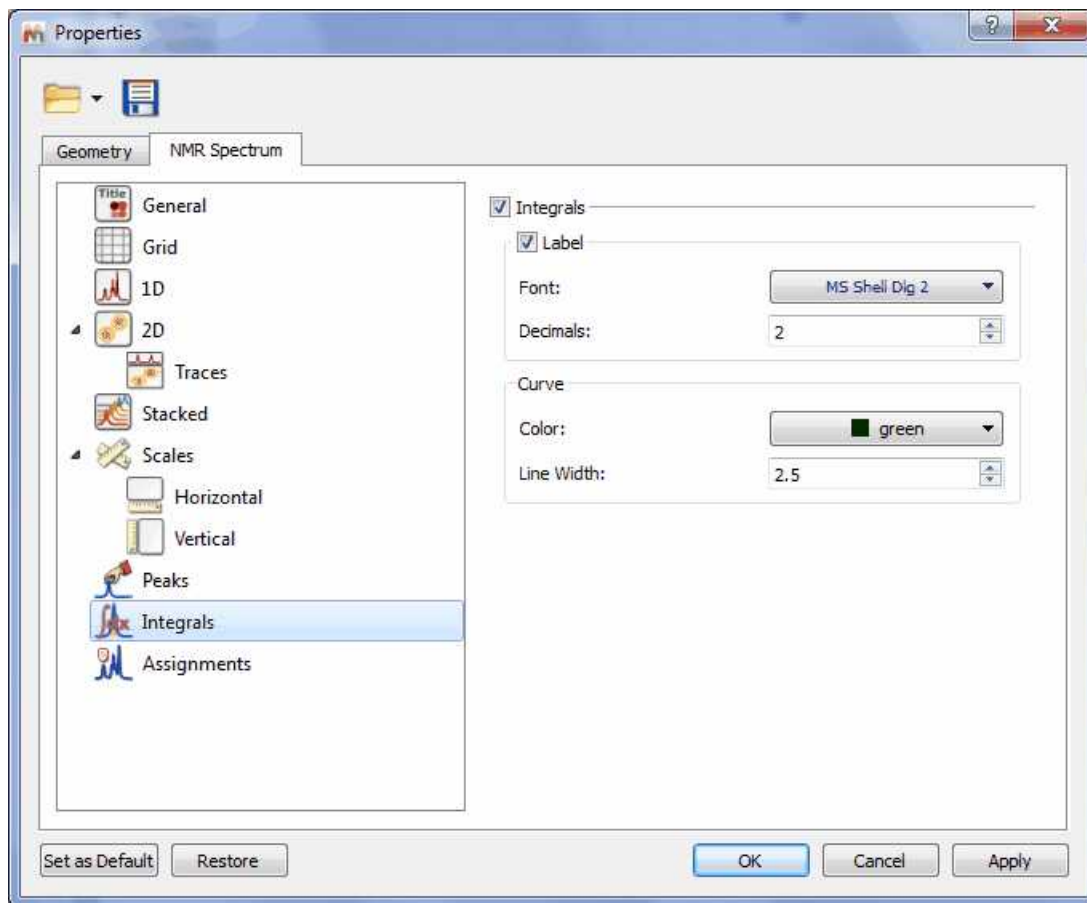 Properties
Geometry
NMR Spectrum
Title
General
Grid
1D
2D
Traces
Stacked
Scales
Horizontal
Vertical
Peaks
Integrals
Assignments
Integrals
Label
Font:
MS Shell Dlg 2
Decimals:
2
Curve
Color:
green
Line Width:
2.5
Set as Default
Restore
OK
Cancel
Apply